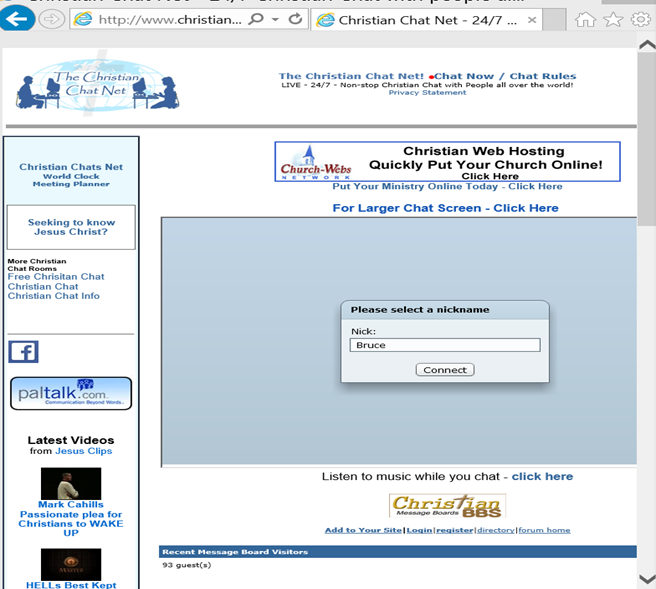 http://www.christian...
Christian Chat Net - 24/7 ...
The Christian
Chat Net
The Christian Chat Net! •Chat Now / Chat Rules
LIVE - 24/7 - Non-stop Christian Chat with People all over the world!
Privacy Statement
Christian Chats Net
World Clock
Meeting Planner
Seeking to know
Jesus Christ?
More Christian
Chat Rooms
Free Chrisitan Chat
Christian Chat
Christian Chat Info
paltalk.com
Communication Beyond Words...
Latest Videos
from Jesus Clips
Mark Cahills
Passionate plea for
Christians to WAKE
UP
HELLs Best Kept
Church-Webs
NETWORK
Christian Web Hosting
Quickly Put Your Church Online!
Click Here
Put Your Ministry Online Today - Click Here
For Larger Chat Screen - Click Here
Please select a nickname
Nick:
Bruce
Connect
Listen to music while you chat - click here
Christian
Message Boards BBS
Add to Your Site|Login|register|directory|forum home
Recent Message Board Visitors
93 guest(s)